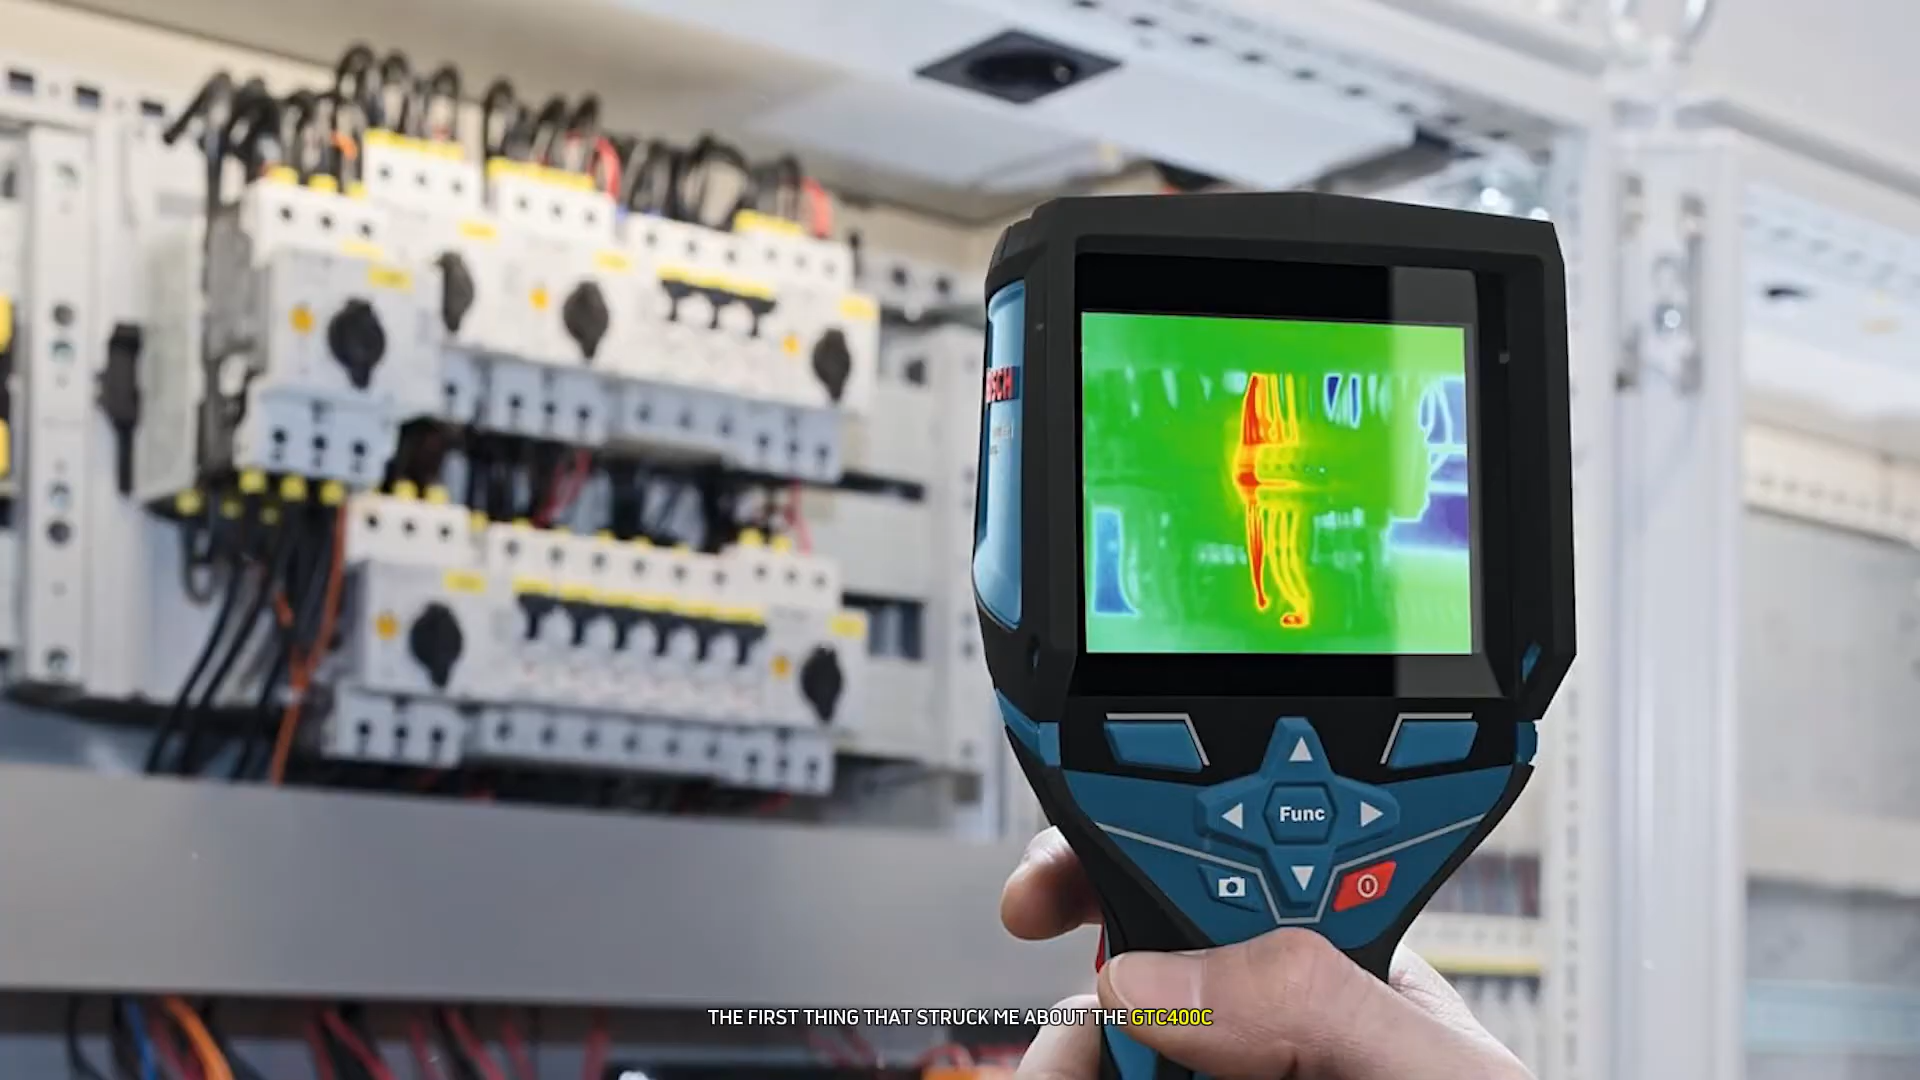 BOSCH
Func
THE FIRST THING THAT STRUCK ME ABOUT THE GTC400C